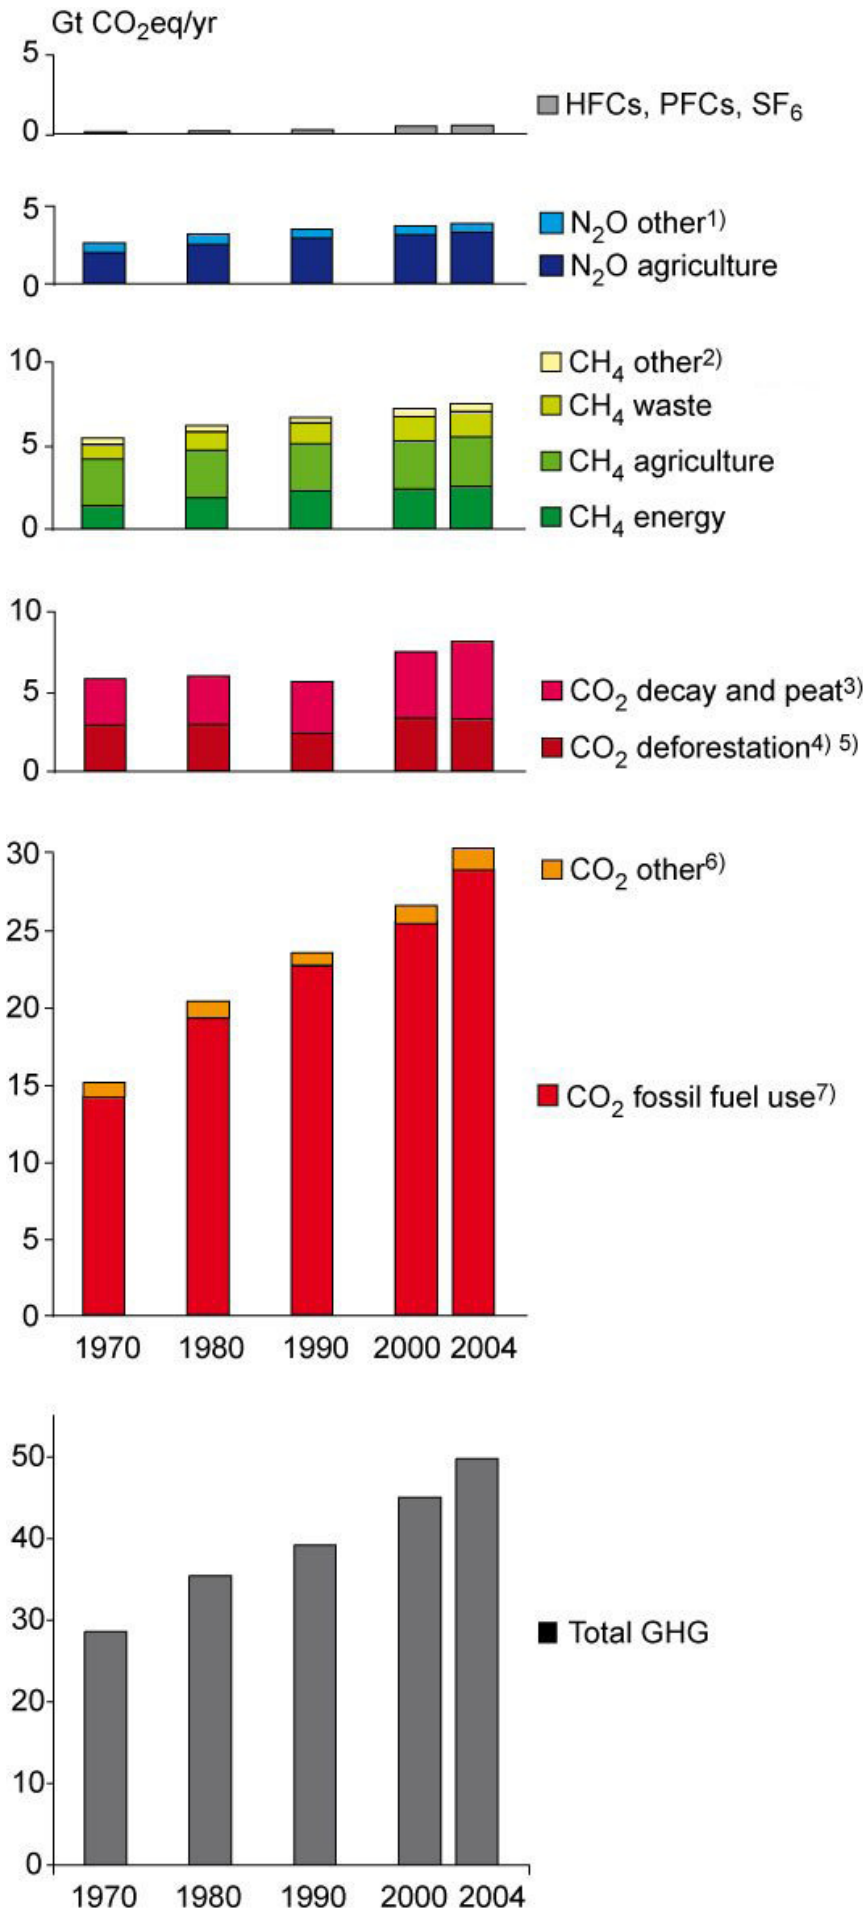 Gt CO₂eq/yr
5
0
HFCs, PFCs, SF₆
5
0
N₂O other¹⁾
N₂O agriculture
10
5
0
CH₄ other²⁾
CH₄ waste
CH₄ agriculture
CH₄ energy
10
5
0
CO₂ decay and peat³⁾
CO₂ deforestation⁴⁾ ⁵⁾
30
25
20
15
10
5
0
CO₂ other⁶⁾
CO₂ fossil fuel use⁷⁾
1970 1980 1990 2000 2004
50
40
30
20
10
0
Total GHG
1970 1980 1990 2000 2004